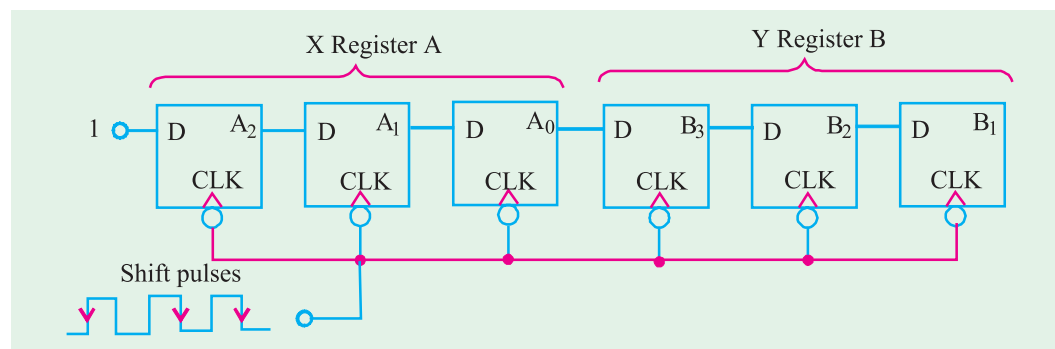 X Register A
Y Register B
1
D A2
D A1
D A0
D B3
D B2
D B1
CLK
CLK
CLK
CLK
CLK
CLK
Shift pulses